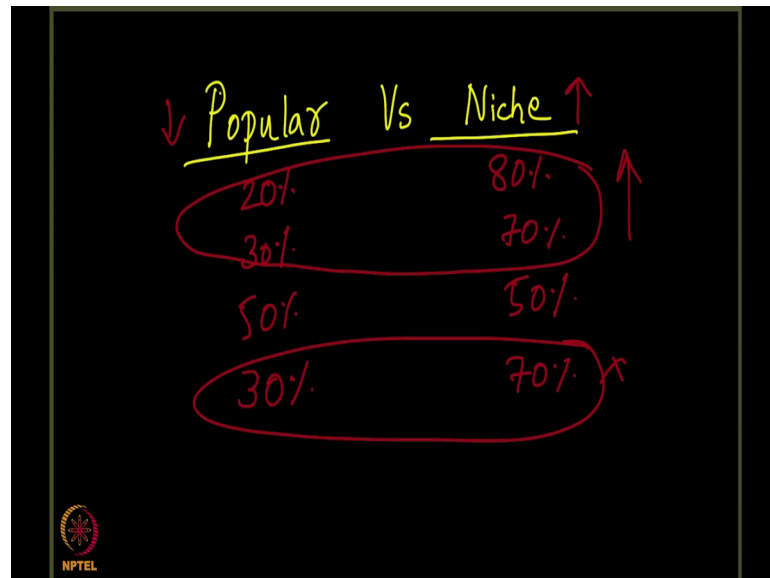 ↓ Popular Vs Niche ↑
20% 80% ↑
30% 70%
50% 50%
30% 70% x
NPTEL